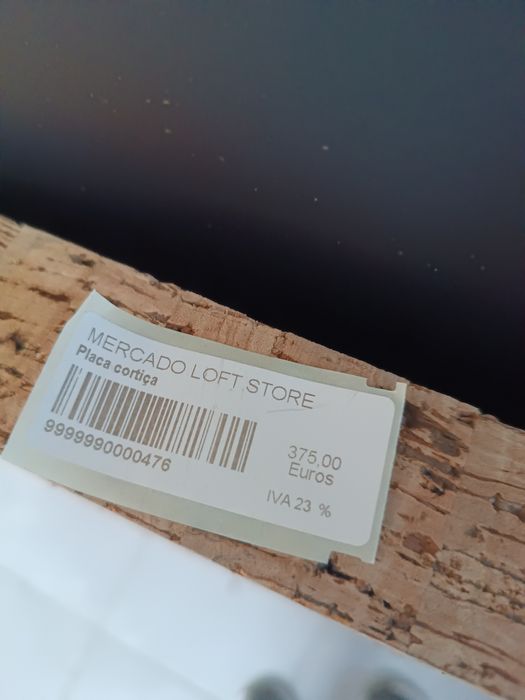 MERCADO LOFT STORE
Placa cortiça
9999990000476
375,00
Euros
IVA 23 %